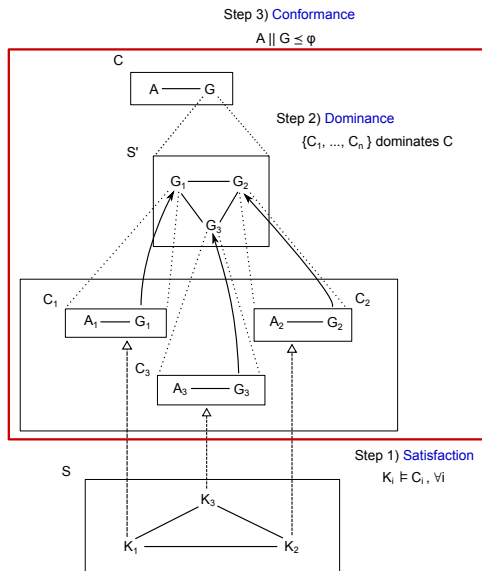 Step 3) Conformance
A || G ⪯ φ
C
A G
Step 2) Dominance
{C₁, ..., Cₙ } dominates C
S'
G₁ G₂
G₃
C₁ C₂
A₁ G₁ A₂ G₂
C₃
A₃ G₃
Step 1) Satisfaction
Kᵢ ⊨ Cᵢ , ∀i
S
K₃
K₁ K₂